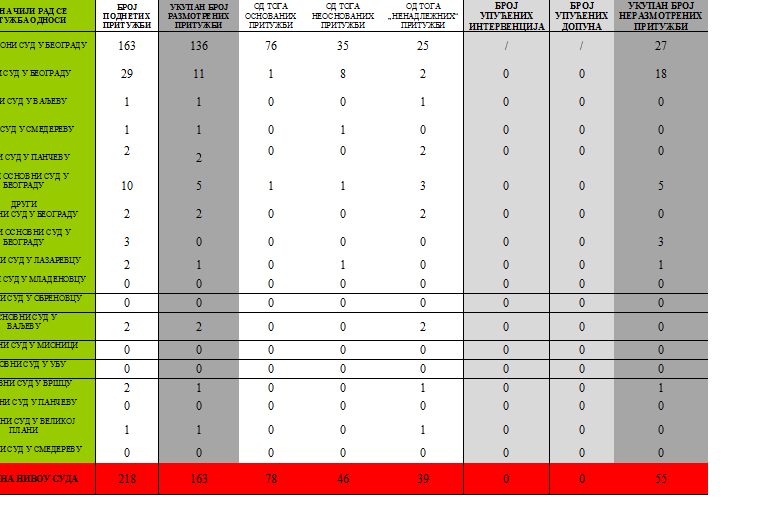 НАЧИЈИ РАД СЕ БРОЈ УКУПАН БРОЈ ОД ТОГА ОД ТОГА ОД ТОГА БРОЈ БРОЈ УКУПАН БРОЈ
ОДНОСИ ПОДНЕТИХ РАЗМОТРЕНИХ ОСНОВАНИХ НЕОСНОВАНИХ „НЕНАДЛЕЖНИХ“ УПУЋЕНИХ УПУЋЕНИХ НЕРАЗМОТРЕНИХ
ПРИТУЖБИ ПРИТУЖБИ ПРИТУЖБИ ПРИТУЖБИ ПРИТУЖБИ ИНТЕРВЕНЦИЈА ДОПУНА ПРИТУЖБИ
СУД У БЕОГРАДУ 163 136 76 35 25 / / 27
СУД У БЕОГРАДУ 29 11 1 8 2 0 0 18
СУД У ВАЉЕВУ 1 1 0 0 1 0 0 0
СУД У СМЕДЕРЕВУ 1 1 0 1 0 0 0 0
СУД У ПАНЧЕВУ 2 2 0 0 2 0 0 0
ОСНОВНИ СУД У
БЕОГРАДУ 10 5 1 1 3 0 0 5
ДРУГИ
СУД У БЕОГРАДУ 2 2 0 0 2 0 0 0
ОСНОВНИ СУД У
БЕОГРАДУ 3 0 0 0 0 0 0 3
СУД У ЛАЗАРЕВЦУ 2 1 0 1 0 0 0 1
СУД У МЛАДЕНОВЦУ 0 0 0 0 0 0 0 0
СУД У ОБРЕНОВЦУ 0 0 0 0 0 0 0 0
СУД У
ВАЉЕВУ 2 2 0 0 2 0 0 0
СУД У МИОНИЦИ 0 0 0 0 0 0 0 0
СУД У УБУ 0 0 0 0 0 0 0 0
СУД У ВРШЦУ 2 1 0 0 1 0 0 1
СУД У ПАНЧЕВУ 0 0 0 0 0 0 0 0
СУД У ВЕЛИКОЈ
ПЛАНИ 1 1 0 0 1 0 0 0
СУД У СМЕДЕРЕВУ 0 0 0 0 0 0 0 0
НА НИВОУ СУДА 218 163 78 46 39 0 0 55